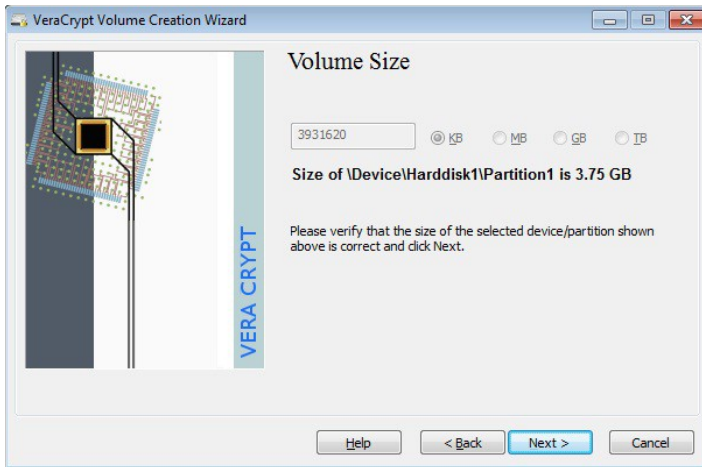 VeraCrypt Volume Creation Wizard
Volume Size
3931620 KB MB GB TB
Size of \Device\Harddisk1\Partition1 is 3.75 GB
Please verify that the size of the selected device/partition shown
above is correct and click Next.
VERA CRYPT
Help < Back Next > Cancel